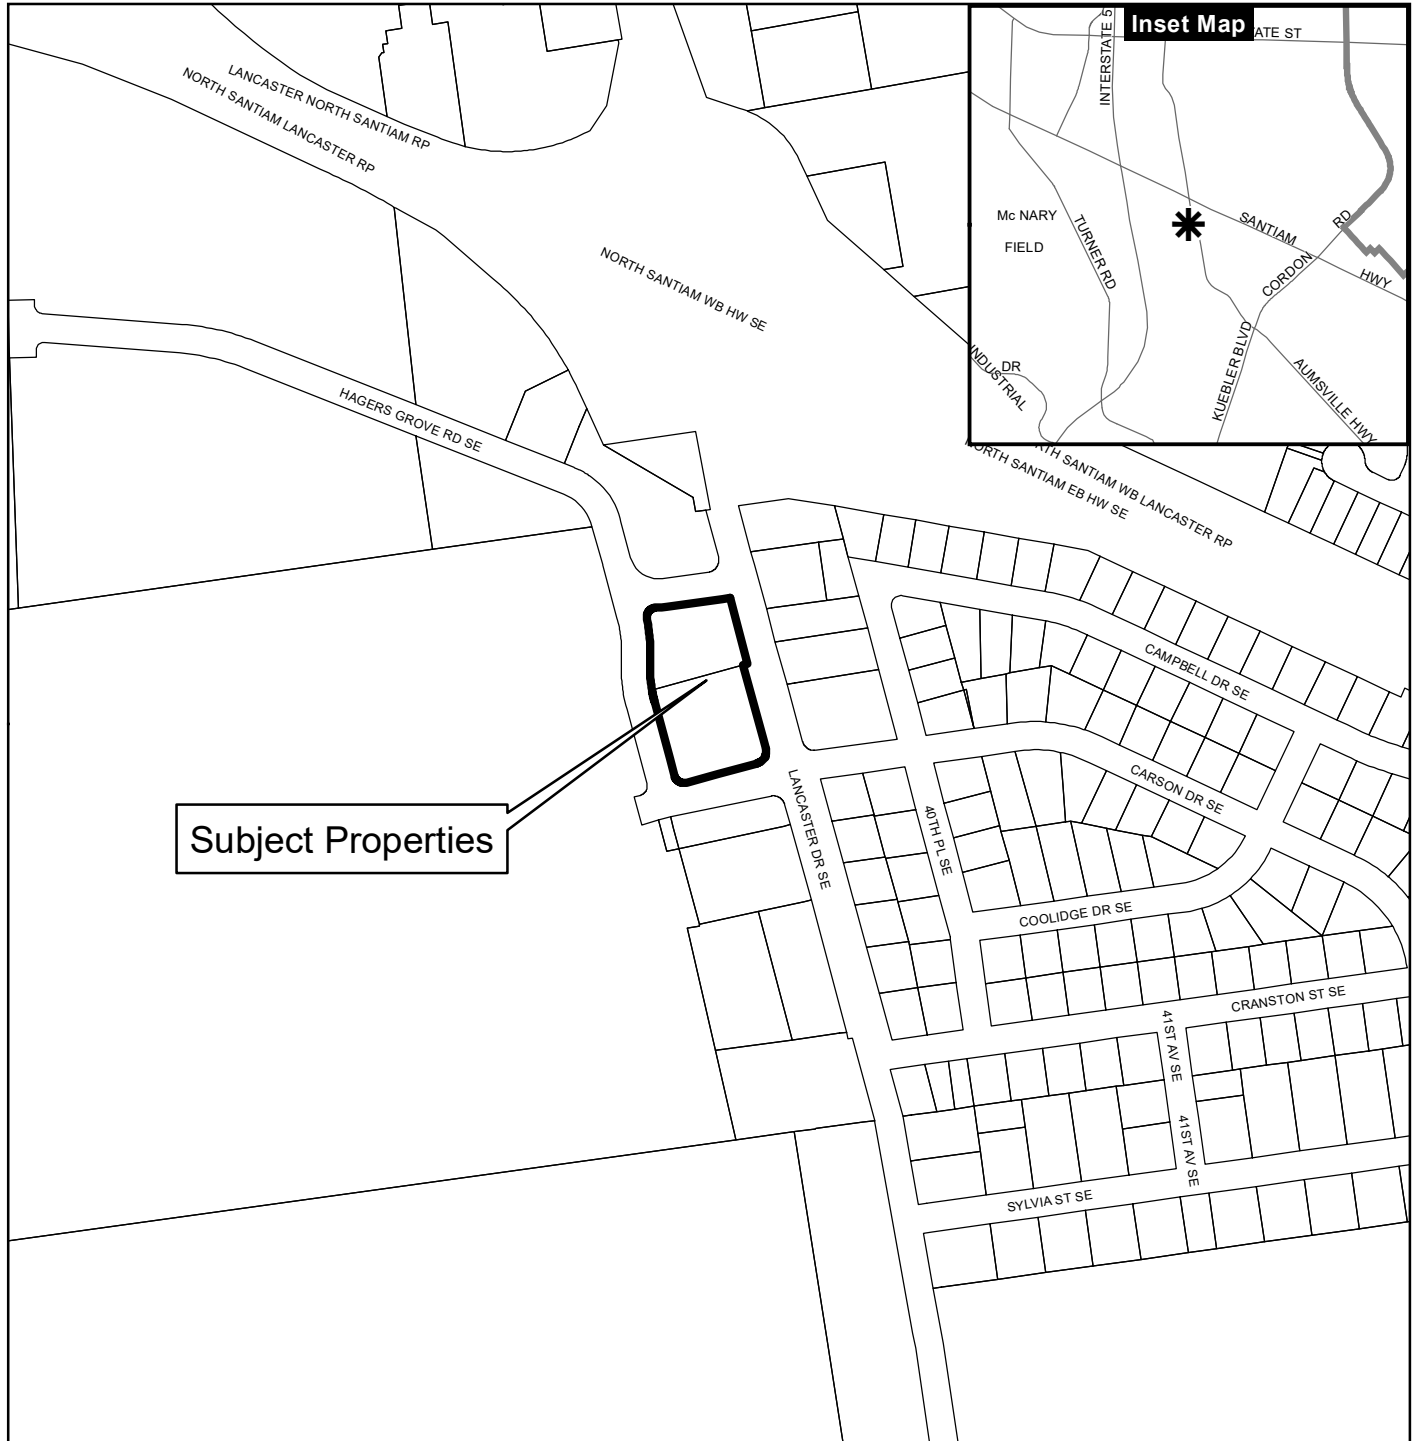 Inset Map
INTERSTATE 5
ATE ST
LANCASTER NORTH SANTIAM RP
NORTH SANTIAM LANCASTER RP
Mc NARY
FIELD
TURNER RD
SANTIAM
RD
CORDON
HWY
NORTH SANTIAM WB HW SE
KUEBLER BLVD
INDUSTRIAL
DR
AUMSVILLE HWY
HAGERS GROVE RD SE
RTH SANTIAM WB LANCASTER RP
NORTH SANTIAM EB HW SE
CAMPBELL DR SE
CARSON DR SE
LANCASTER DR SE
40TH PL SE
Subject Properties
COOLIDGE DR SE
CRANSTON ST SE
41ST AV SE
41ST AV SE
SYLVIA ST SE